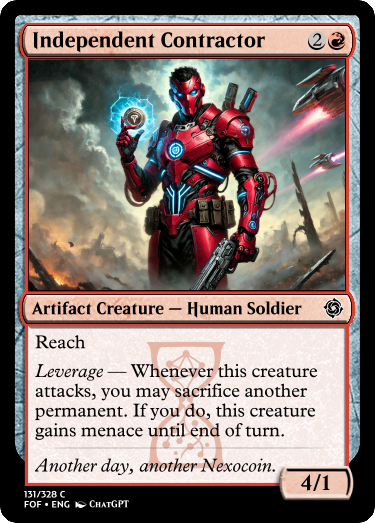 Independent Contractor 2
Artifact Creature — Human Soldier
Reach
Leverage — Whenever this creature
attacks, you may sacrifice another
permanent. If you do, this creature
gains menace until end of turn.
Another day, another Nexocoin.
4/1
131/328 C
FOF • ENG ChatGPT